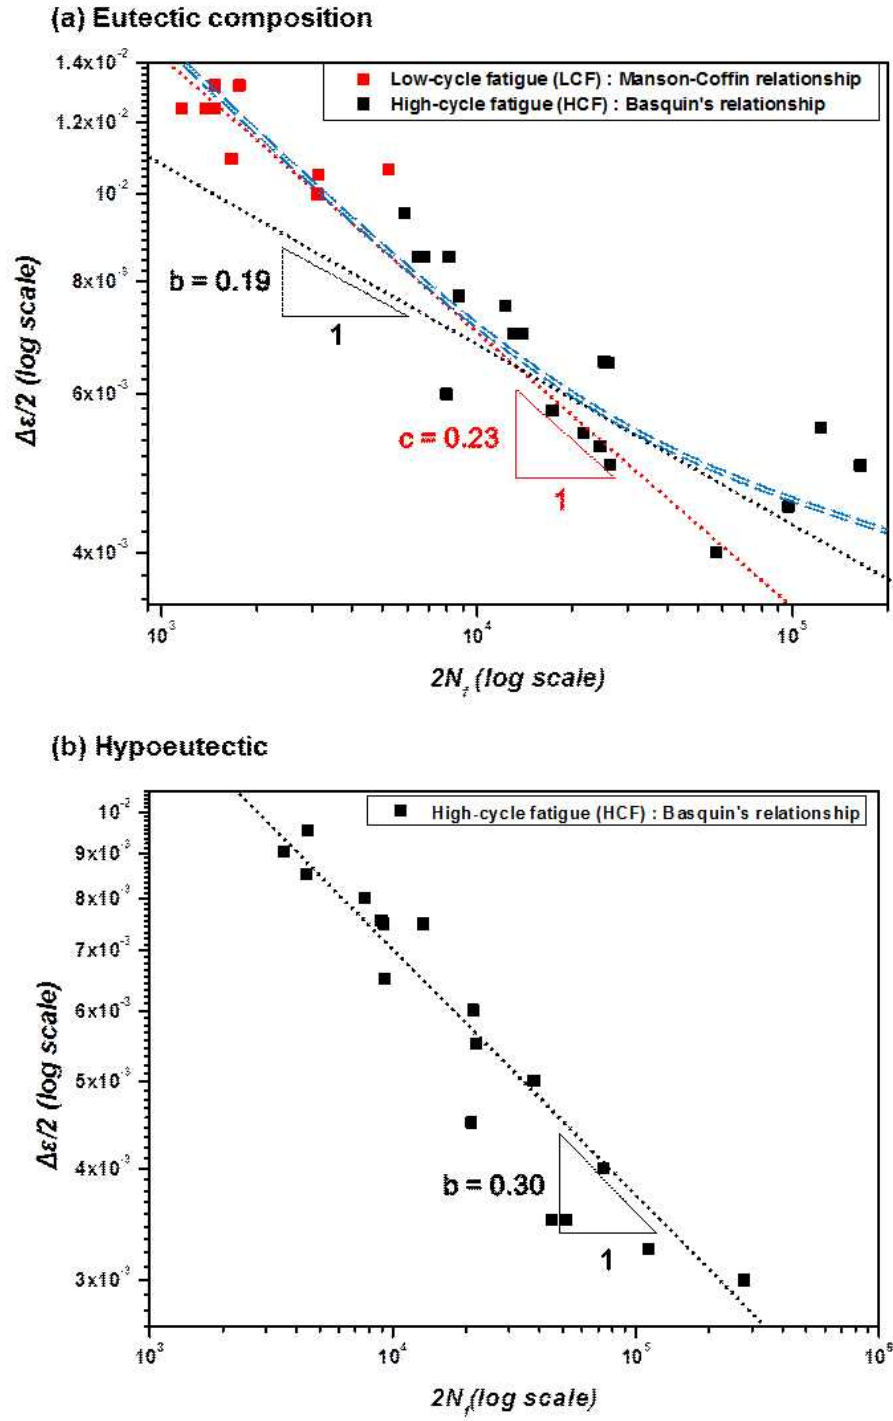 (a) Eutectic composition
1.4x10⁻²
1.2x10⁻²
10⁻²
8x10⁻³
6x10⁻³
4x10⁻³
Δε/2 (log scale)
Low-cycle fatigue (LCF) : Manson-Coffin relationship
High-cycle fatigue (HCF) : Basquin's relationship
b = 0.19
1
c = 0.23
1
10³
10⁴
10⁵
2Nf (log scale)
(b) Hypoeutectic
10⁻²
9x10⁻³
8x10⁻³
7x10⁻³
6x10⁻³
5x10⁻³
4x10⁻³
3x10⁻³
Δε/2 (log scale)
High-cycle fatigue (HCF) : Basquin's relationship
b = 0.30
1
10³
10⁴
10⁵
10⁶
2Nf(log scale)